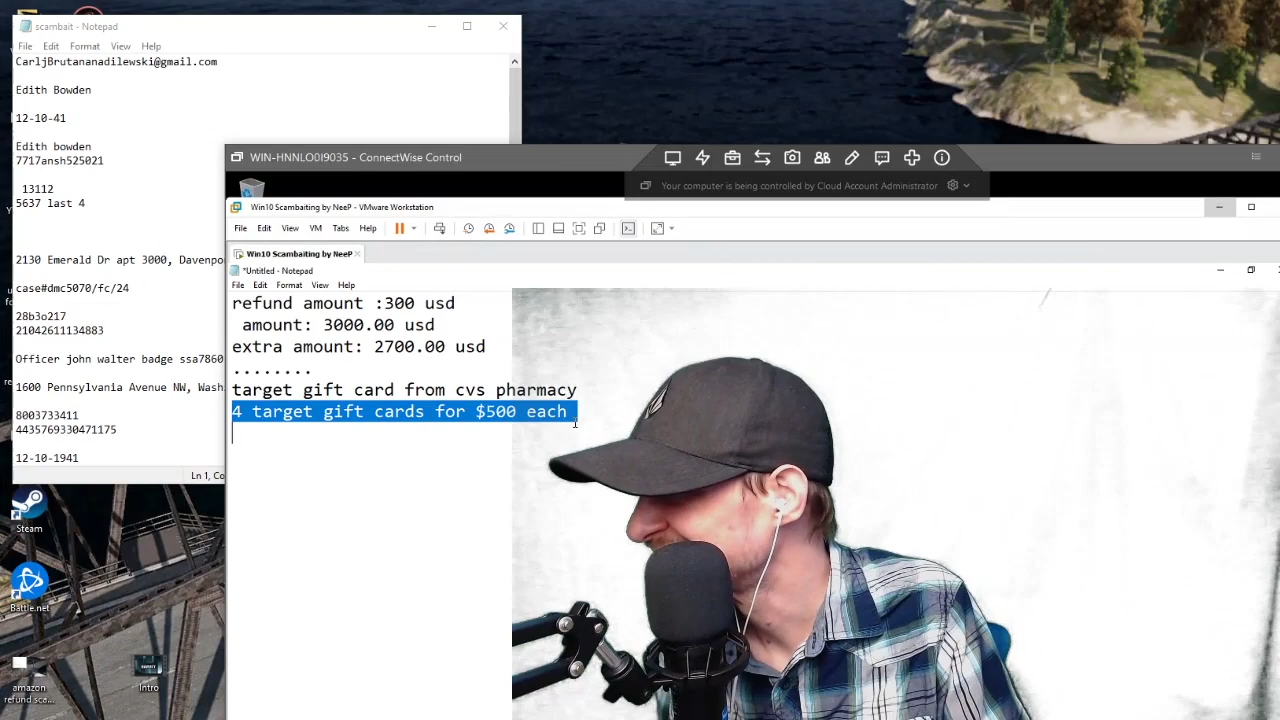 scambait - Notepad
File Edit Format View Help
CarljBrutananadilewski@gmail.com
Edith Bowden
12-10-41
Edith bowden
7717ansh525021
13112
5637 last 4
2130 Emerald Dr apt 3000, Davenpo
case#dmc5070/fc/24
28b3o217
21042611134883
Officer john walter badge ssa7860
1600 Pennsylvania Avenue NW, Wash
8003733411
4435769330471175
12-10-1941
Ln 1, Co
WIN-HNNLO0I9035 - ConnectWise Control
Your computer is being controlled by Cloud Account Administrator
Win10 Scambaiting by NeeP - VMware Workstation
File Edit View VM Tabs Help
Win10 Scambaiting by NeeP
*Untitled - Notepad
File Edit Format View Help
refund amount :300 usd
amount: 3000.00 usd
extra amount: 2700.00 usd
........
target gift card from cvs pharmacy
4 target gift cards for $500 each
Steam
Battle.net
amazon
refund sca...
Intro